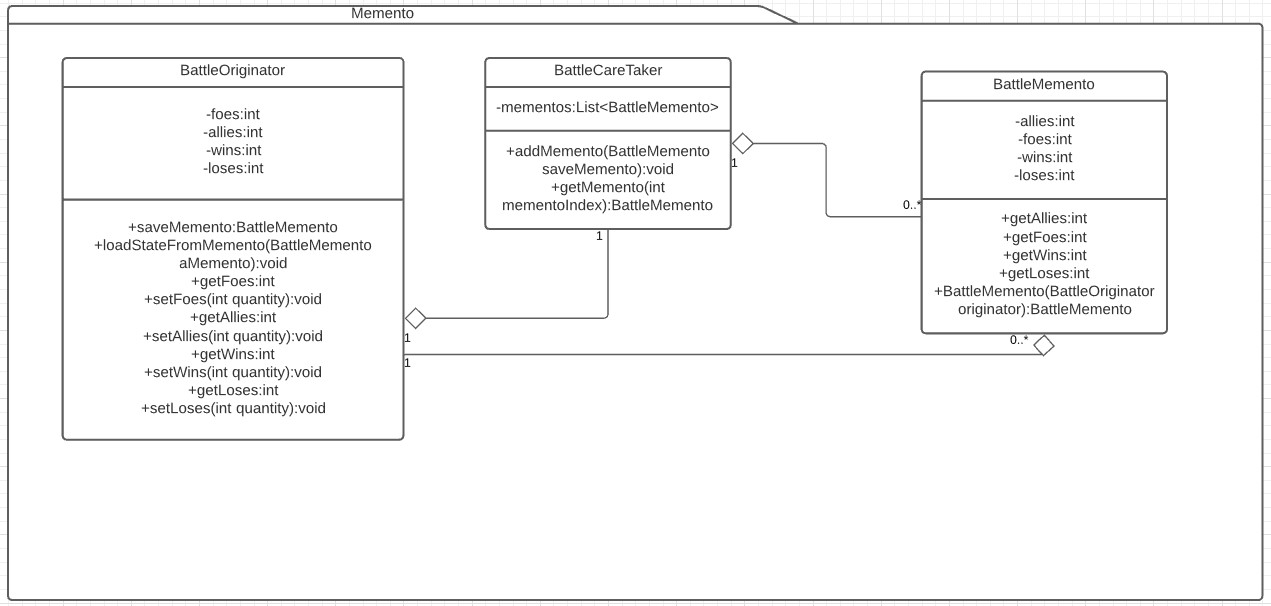 Memento
BattleOriginator
-foes:int
-allies:int
-wins:int
-loses:int
+saveMemento:BattleMemento
+loadStateFromMemento(BattleMemento
aMemento):void
+getFoes:int
+setFoes(int quantity):void
+getAllies:int
+setAllies(int quantity):void
+getWins:int
+setWins(int quantity):void
+getLoses:int
+setLoses(int quantity):void
BattleCareTaker
-mementos:List<BattleMemento>
+addMemento(BattleMemento
saveMemento):void
+getMemento(int
mementoIndex):BattleMemento
BattleMemento
-allies:int
-foes:int
-wins:int
-loses:int
+getAllies:int
+getFoes:int
+getWins:int
+getLoses:int
+BattleMemento(BattleOriginator
originator):BattleMemento
1
0..*
1
1
1
0..*